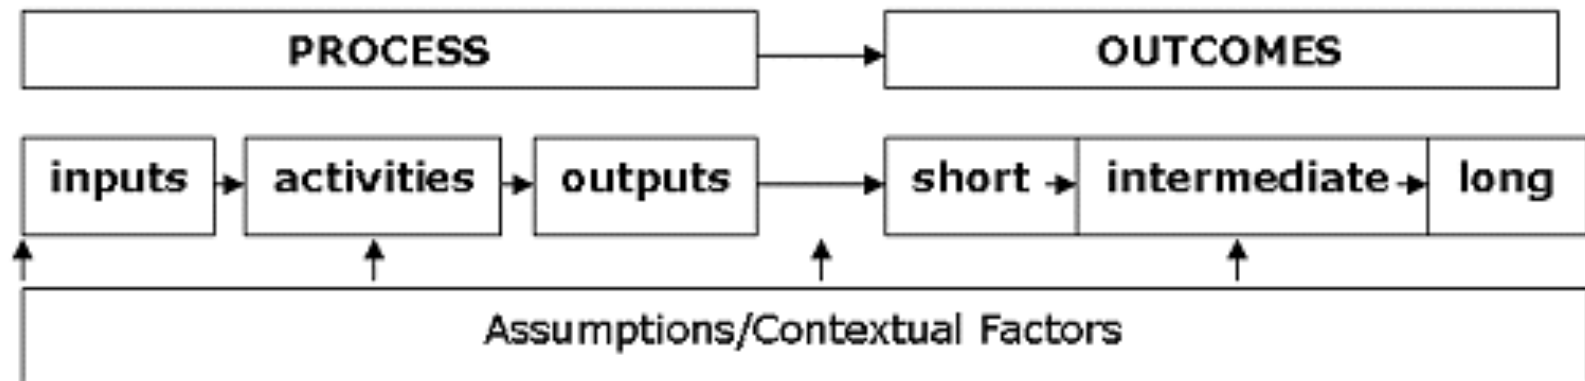 PROCESS OUTCOMES
inputs activities outputs short intermediate long
Assumptions/Contextual Factors